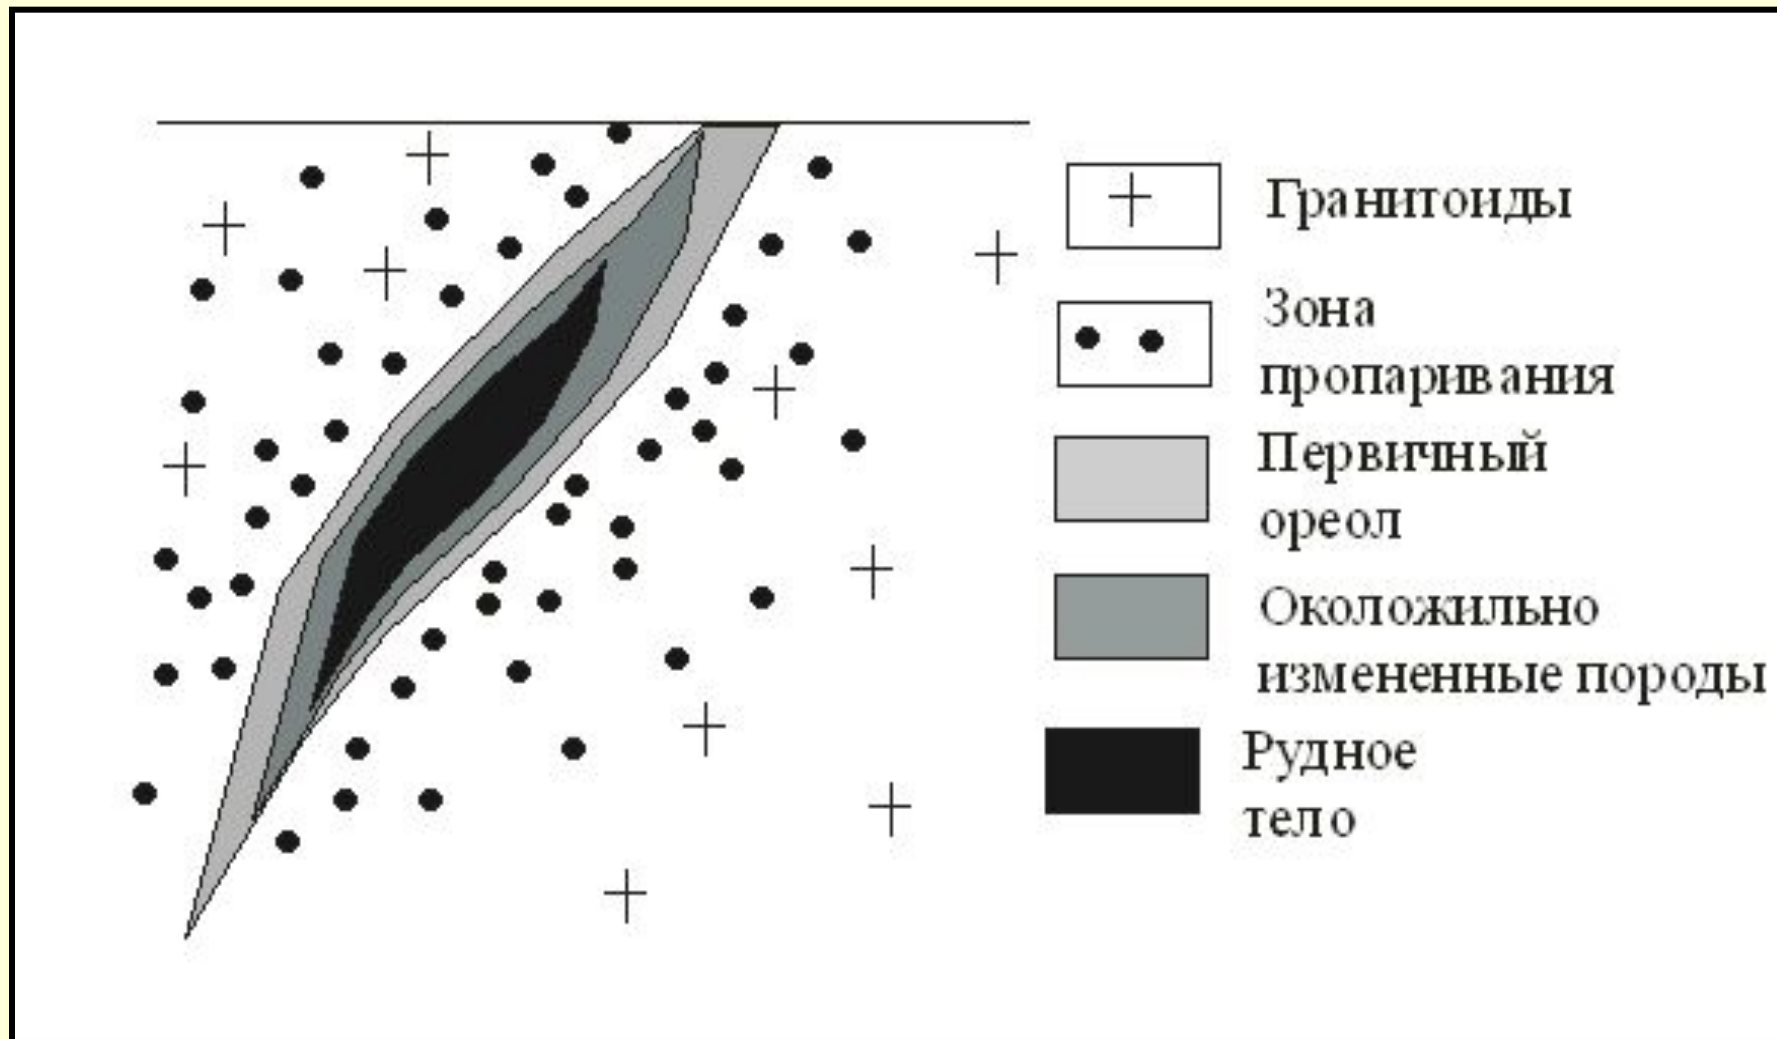 Гранитоиды
Зона
пропаривания
Первичный
ореол
Околожильно
измененные породы
Рудное
тело